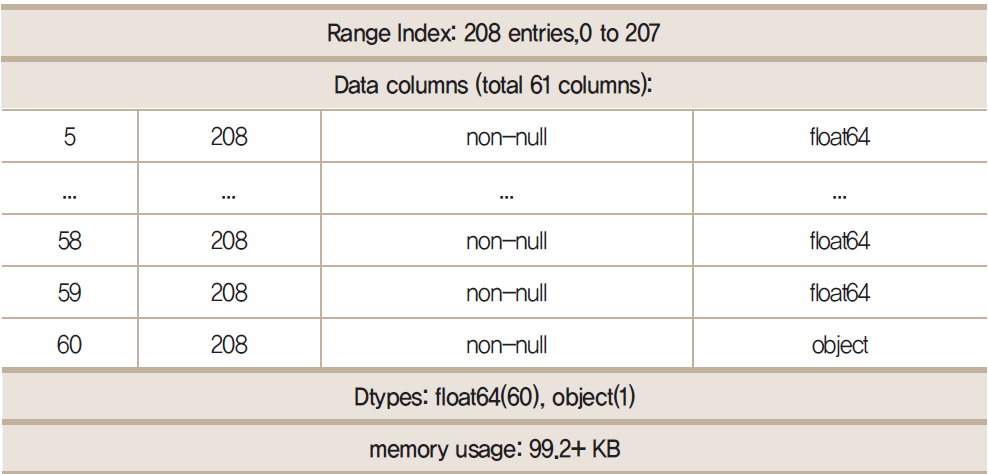 Range Index: 208 entries,0 to 207
Data columns (total 61 columns):
5 208 non-null float64
... ... ... ...
58 208 non-null float64
59 208 non-null float64
60 208 non-null object
Dtypes: float64(60), object(1)
memory usage: 99.2+ KB